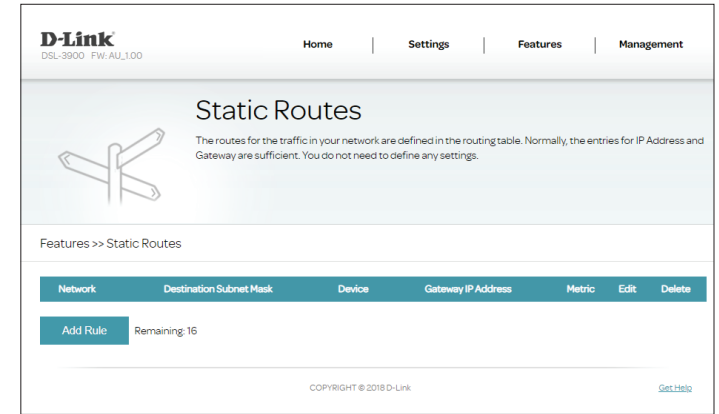 D-Link
DSL-3900 FW: AU_1.00
Home
Settings
Features
Management
Static Routes
The routes for the traffic in your network are defined in the routing table. Normally, the entries for IP Address and
Gateway are sufficient. You do not need to define any settings.
Features >> Static Routes
Network Destination Subnet Mask Device Gateway IP Address Metric Edit Delete
Add Rule Remaining: 16
COPYRIGHT © 2018 D-Link
Get Help